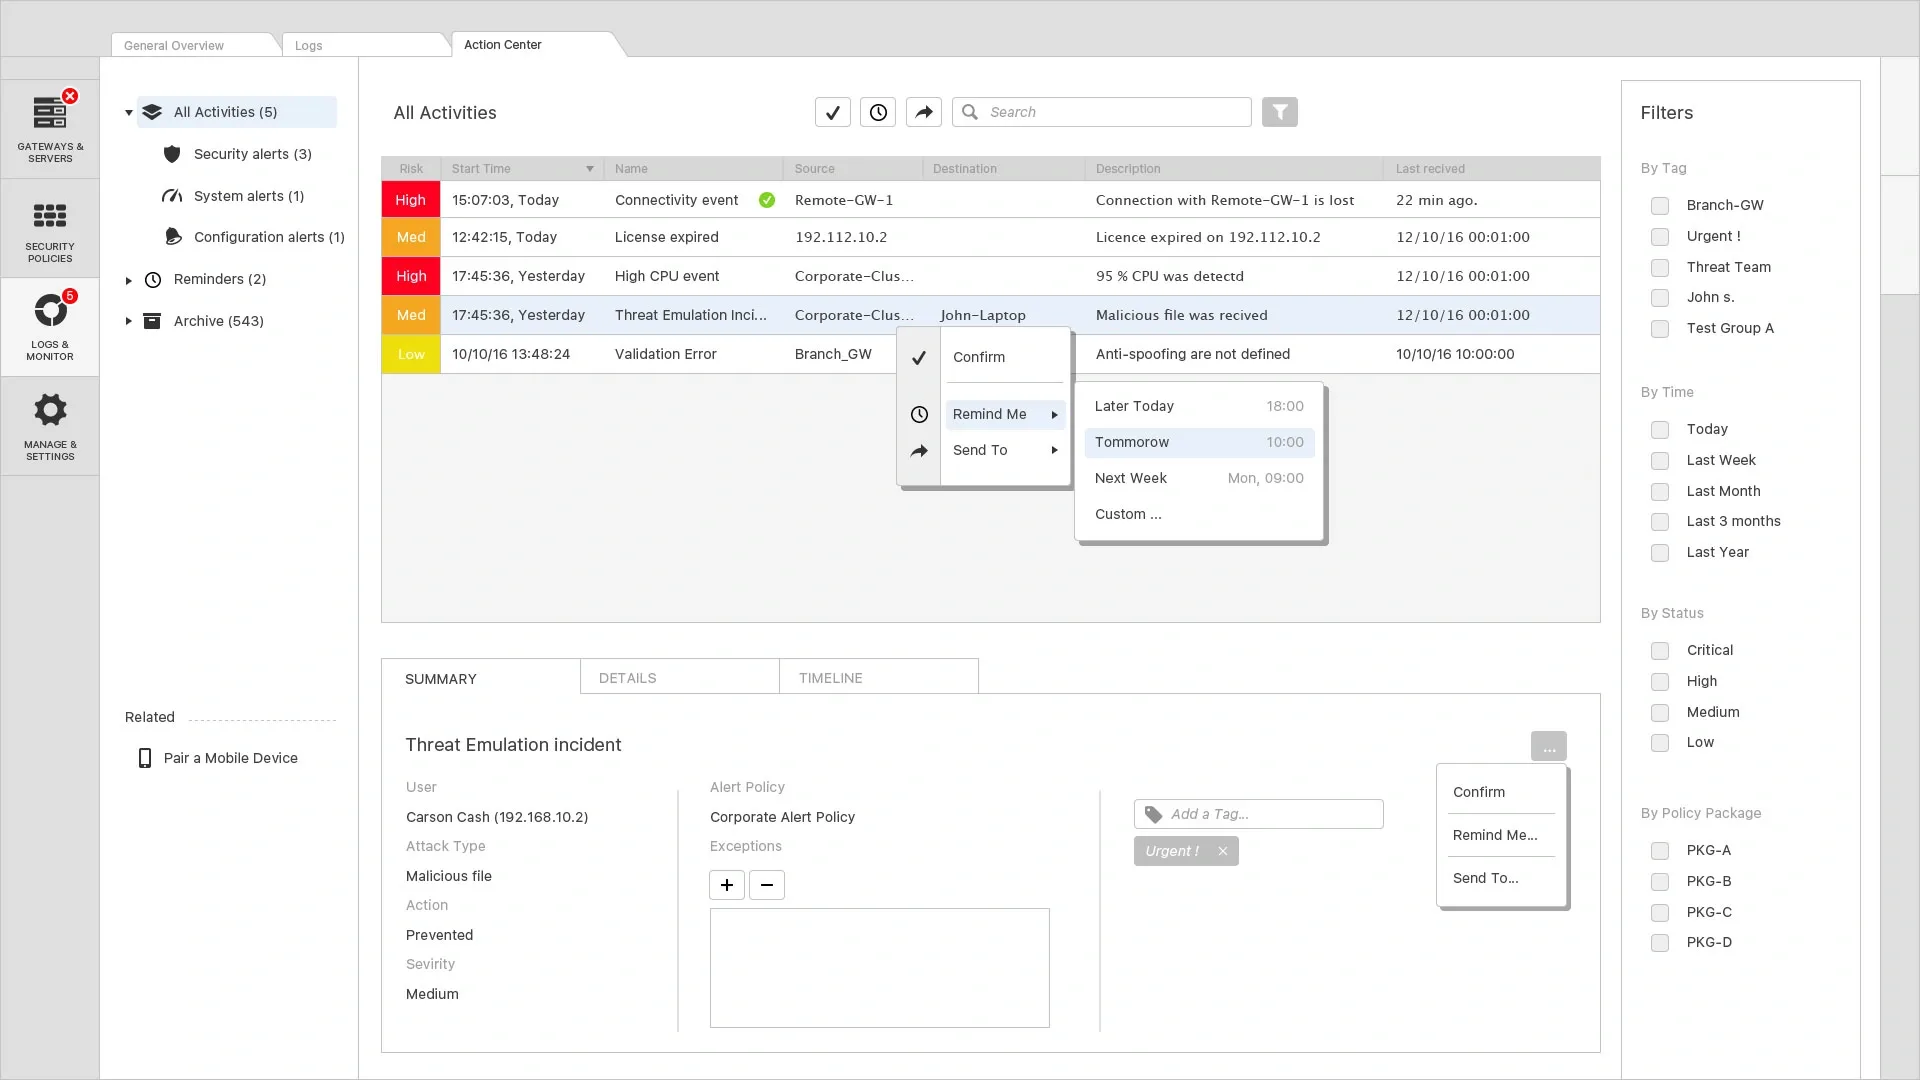 General Overview
Logs
Action Center
GATEWAYS &
SERVERS
SECURITY
POLICIES
5
LOGS &
MONITOR
MANAGE &
SETTINGS
All Activities (5)
Security alerts (3)
System alerts (1)
Configuration alerts (1)
Reminders (2)
Archive (543)
Related
Pair a Mobile Device
All Activities
Search
Risk Start Time Name Source Destination Description Last recived
High 15:07:03, Today Connectivity event Remote-GW-1 Connection with Remote-GW-1 is lost 22 min ago.
Med 12:42:15, Today License expired 192.112.10.2 Licence expired on 192.112.10.2 12/10/16 00:01:00
High 17:45:36, Yesterday High CPU event Corporate-Clus... 95 % CPU was detectd 12/10/16 00:01:00
Med 17:45:36, Yesterday Threat Emulation Inci... Corporate-Clus... John-Laptop Malicious file was recived 12/10/16 00:01:00
Low 10/10/16 13:48:24 Validation Error Branch_GW Anti-spoofing are not defined 10/10/16 10:00:00
Confirm
Remind Me
Send To
Later Today 18:00
Tommorow 10:00
Next Week Mon, 09:00
Custom ...
SUMMARY
DETAILS
TIMELINE
Threat Emulation incident
...
User
Carson Cash (192.168.10.2)
Attack Type
Malicious file
Action
Prevented
Sevirity
Medium
Alert Policy
Corporate Alert Policy
Exceptions
Add a Tag...
Urgent !
Confirm
Remind Me...
Send To...
Filters
By Tag
Branch-GW
Urgent !
Threat Team
John s.
Test Group A
By Time
Today
Last Week
Last Month
Last 3 months
Last Year
By Status
Critical
High
Medium
Low
By Policy Package
PKG-A
PKG-B
PKG-C
PKG-D